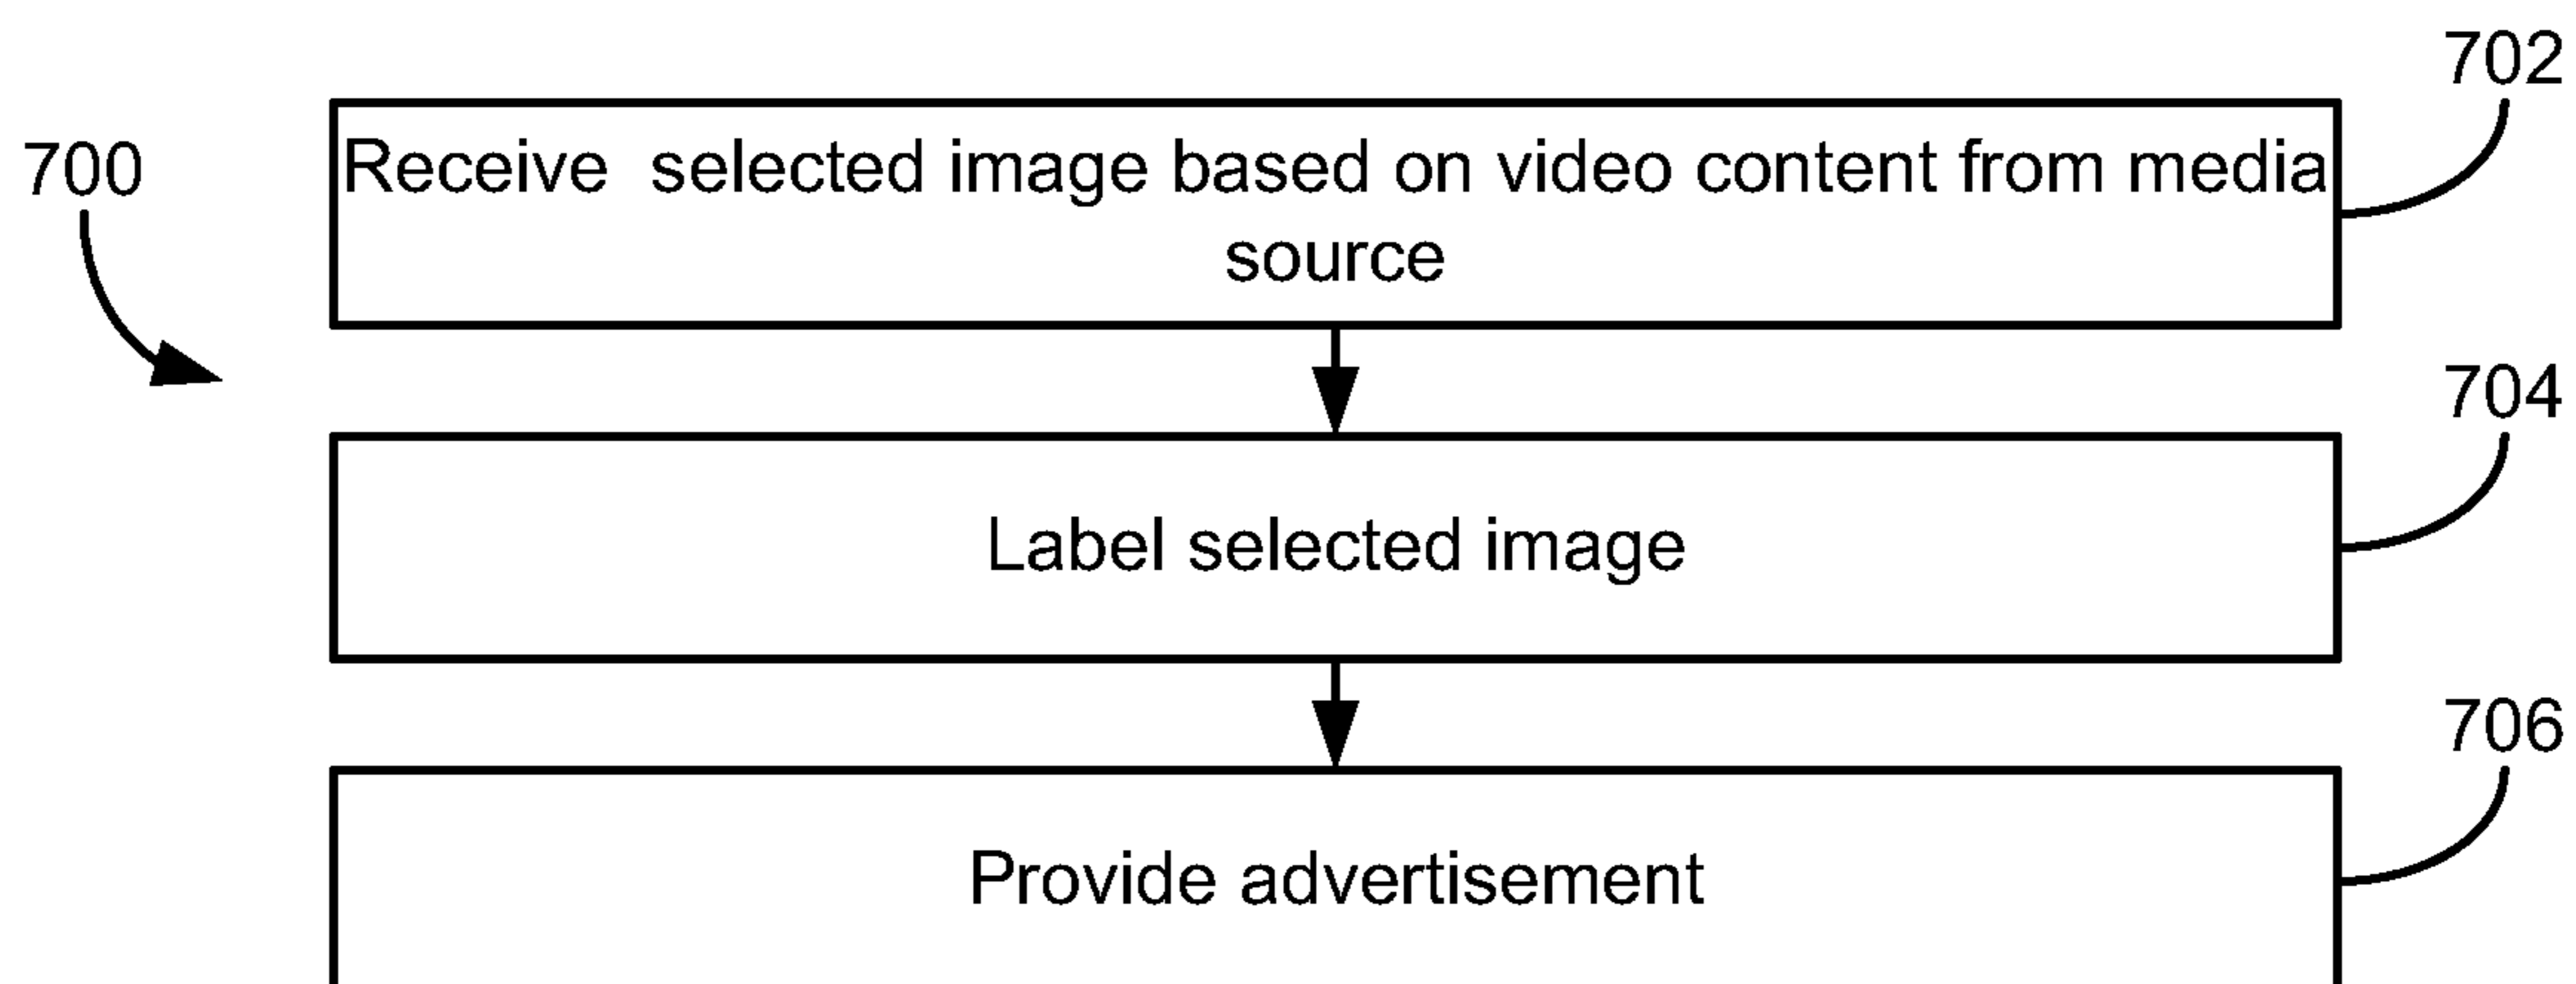 702
700
Receive  selected image based on video content from media
source
704
Label selected image
706
Provide advertisement